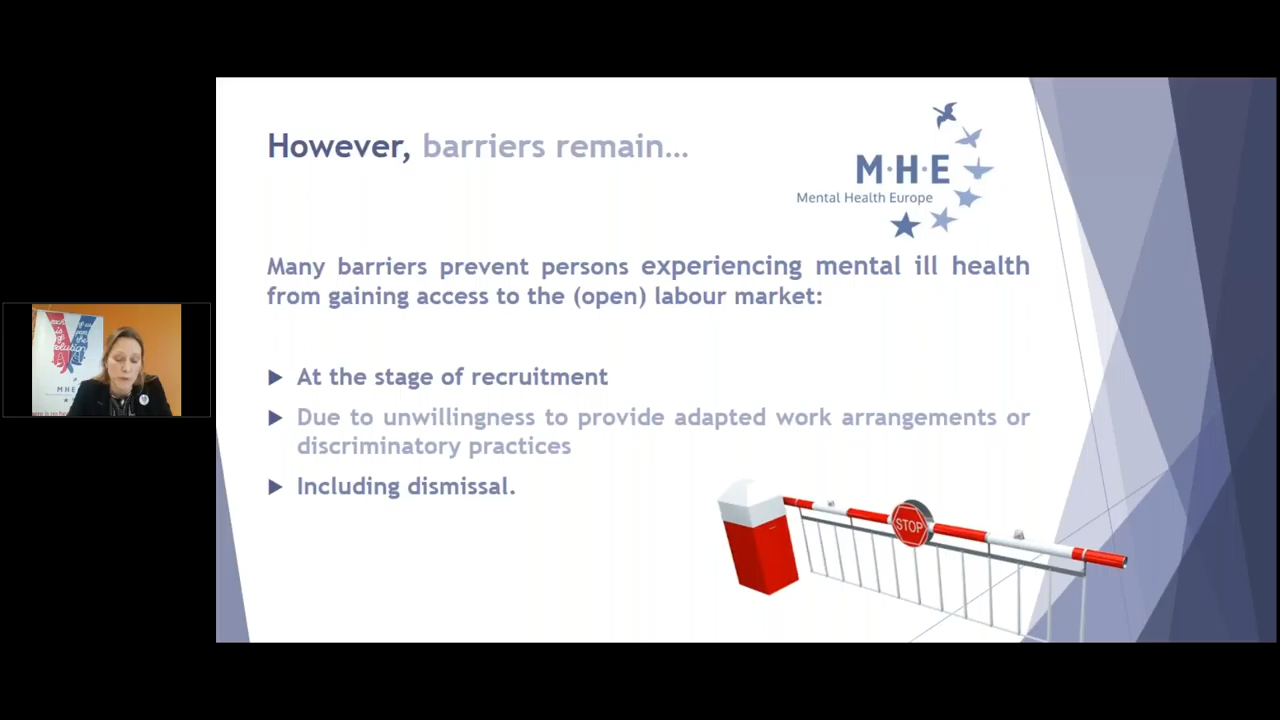 However, barriers remain...
M·H·E
Mental Health Europe
Many barriers prevent persons experiencing mental ill health
from gaining access to the (open) labour market:
At the stage of recruitment
Due to unwillingness to provide adapted work arrangements or
discriminatory practices
Including dismissal.
STOP
MHE